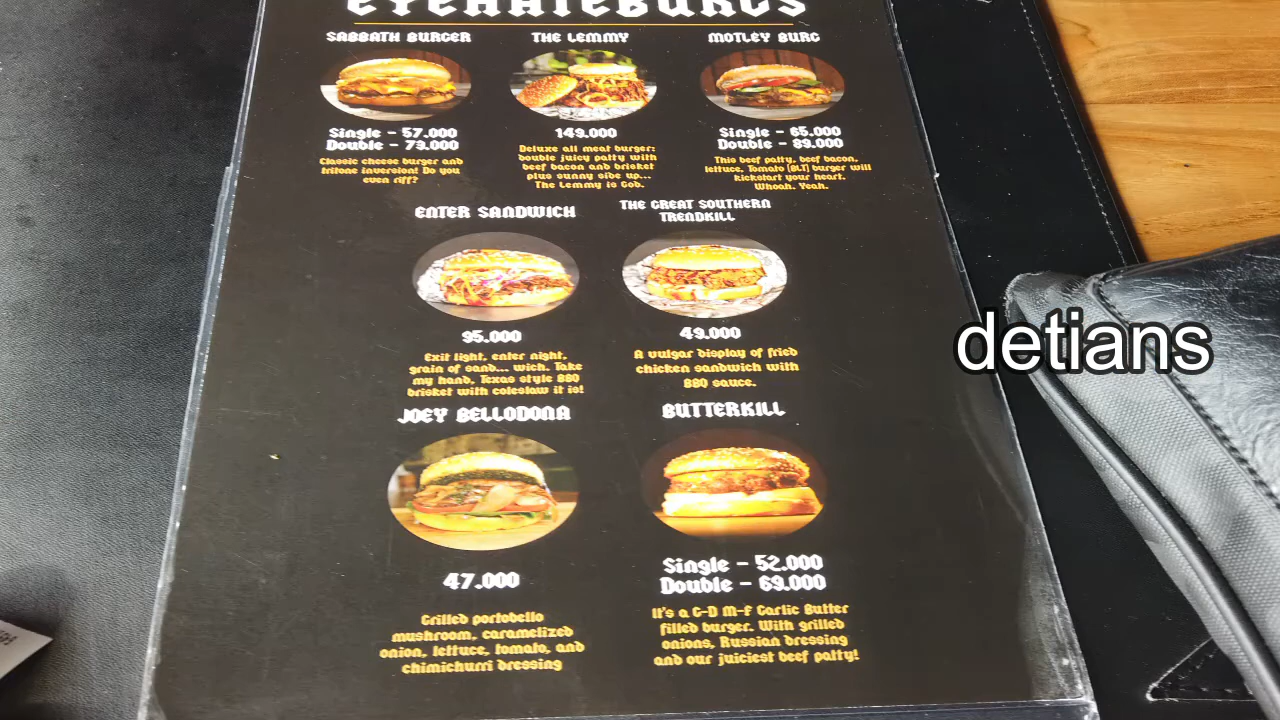 EYEHATEBURGS
SABBATH BURGER
Single - 57.000
Double - 79.000
Classic cheese burger and
tritone inversion! Do you
even riff?
THE LEMMY
149.000
Deluxe all meat burger:
double juicy patty with
beef bacon and brisket
plus sunny side up...
The Lemmy is God.
MOTLEY BURG
Single - 65.000
Double - 89.000
This beef patty, beef bacon,
lettuce, Tomato (BLT) burger will
kickstart your heart.
Whoah. Yeah.
ENTER SANDWICH
95.000
Exit light, enter night,
grain of sand... wich. Take
my hand, Texas style BBQ
brisket with coleslaw it is!
THE GREAT SOUTHERN
TRENDKILL
49.000
A vulgar display of fried
chicken sandwich with
BBQ sauce.
JOEY BELLODONA
47.000
Grilled portobello
mushroom, caramelized
onion, lettuce, tomato, and
chimichurri dressing
BUTTERKILL
Single - 52.000
Double - 69.000
It's a G-D M-F Garlic Butter
filled burger. With grilled
onions, Russian dressing
and our juiciest beef patty!
detians